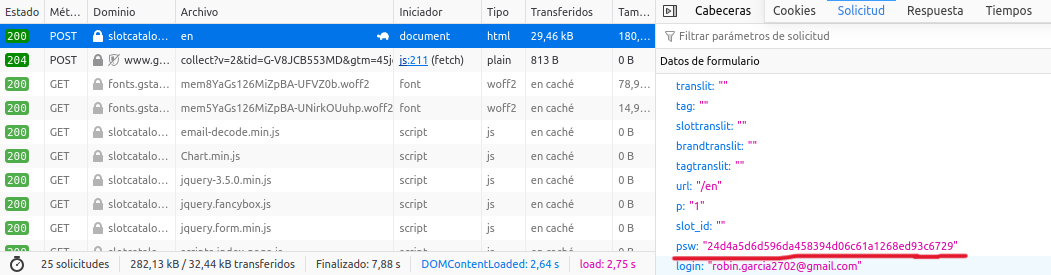 Estado Mét... Dominio Archivo Iniciador Tipo Transferidos Tam...
200 POST slotcatalo... en document html 29,46 kB 180,...
204 POST www.g... collect?v=2&tid=G-V8JCB553MD&gtm=45j js:211 (fetch) plain 813 B 0 B
200 GET fonts.gsta... mem8YaGs126MiZpBA-UFVZ0b.woff2 font woff2 en caché 78,9...
200 GET fonts.gsta... mem5YaGs126MiZpBA-UNirkOUuhp.woff2 font woff2 en caché 14,9...
200 GET slotcatalo... email-decode.min.js script js en caché 0 B
200 GET slotcatalo... Chart.min.js script js en caché 0 B
200 GET slotcatalo... jquery-3.5.0.min.js script js en caché 0 B
200 GET slotcatalo... jquery.fancybox.js script js en caché 0 B
200 GET slotcatalo... jquery.form.min.js script js en caché 0 B
200 GET slotcatalo... script js en caché 0 B
25 solicitudes 282,13 kB / 32,44 kB transferidos Finalizado: 7,88 s DOMContentLoaded: 2,64 s load: 2,75 s
Cabeceras Cookies Solicitud Respuesta Tiempos
Filtrar parámetros de solicitud
Datos de formulario
translit: ""
tag: ""
slottranslit: ""
brandtranslit: ""
tagtranslit: ""
url: "/en"
p: "1"
slot_id: ""
psw: "24d4a5d6d596da458394d06c61a1268ed93c6729"
login: "robin.garcia2702@gmail.com"